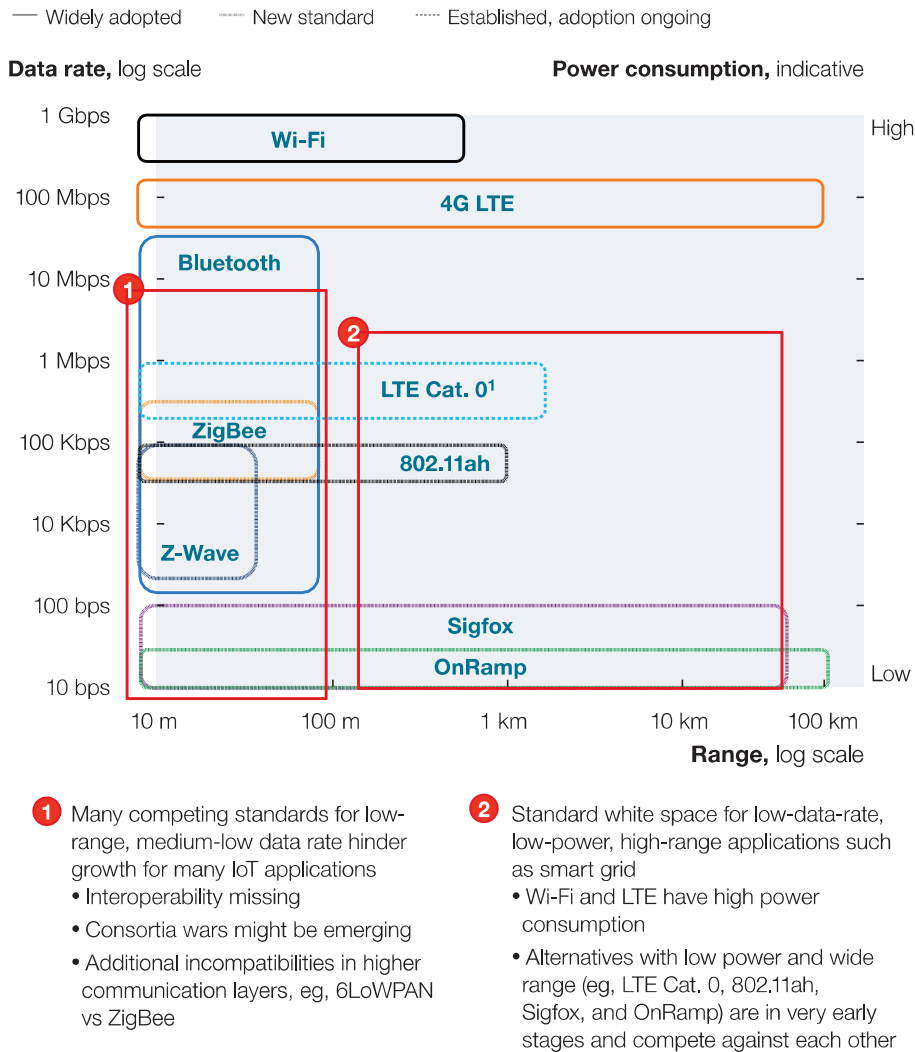 Widely adopted New standard Established, adoption ongoing
Data rate, log scale Power consumption, indicative
1 Gbps
High
Wi-Fi
100 Mbps
4G LTE
Bluetooth
10 Mbps
1
2
1 Mbps
LTE Cat. 0¹
ZigBee
100 Kbps
802.11ah
10 Kbps
Z-Wave
100 bps
Sigfox
OnRamp
10 bps
Low
10 m 100 m 1 km 10 km 100 km
Range, log scale
1 Many competing standards for low-
range, medium-low data rate hinder
growth for many IoT applications
• Interoperability missing
• Consortia wars might be emerging
• Additional incompatibilities in higher
communication layers, eg, 6LoWPAN
vs ZigBee
2 Standard white space for low-data-rate,
low-power, high-range applications such
as smart grid
• Wi-Fi and LTE have high power
consumption
• Alternatives with low power and wide
range (eg, LTE Cat. 0, 802.11ah,
Sigfox, and OnRamp) are in very early
stages and compete against each other